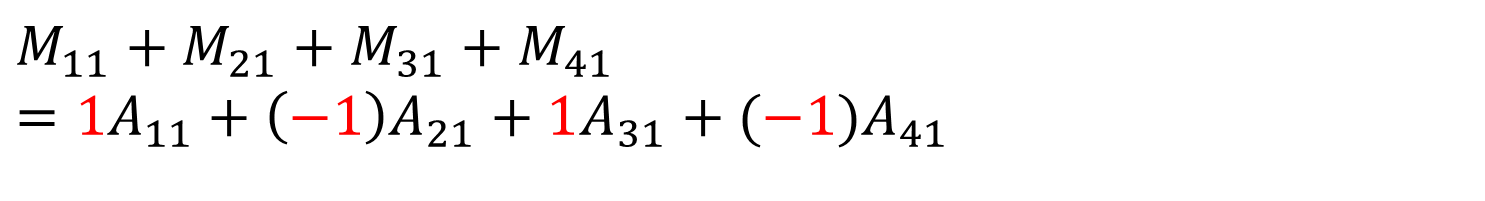 M₁₁ + M₂₁ + M₃₁ + M₄₁
= 1A₁₁ + (−1)A₂₁ + 1A₃₁ + (−1)A₄₁